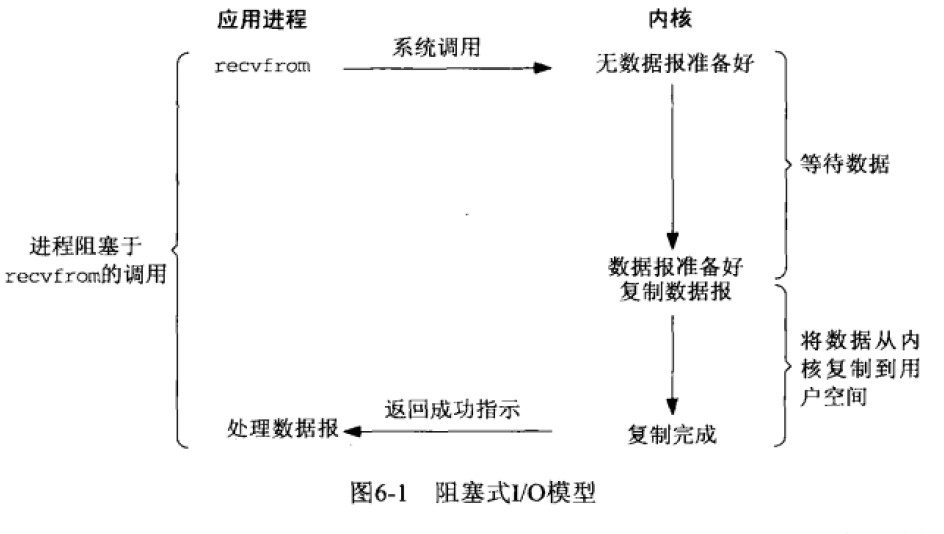 应用进程
内核
系统调用
recvfrom
无数据报准备好
等待数据
进程阻塞于
recvfrom的调用
数据报准备好
复制数据报
将数据从内
核复制到用
户空间
返回成功指示
处理数据报
复制完成
图6-1 阻塞式I/O模型